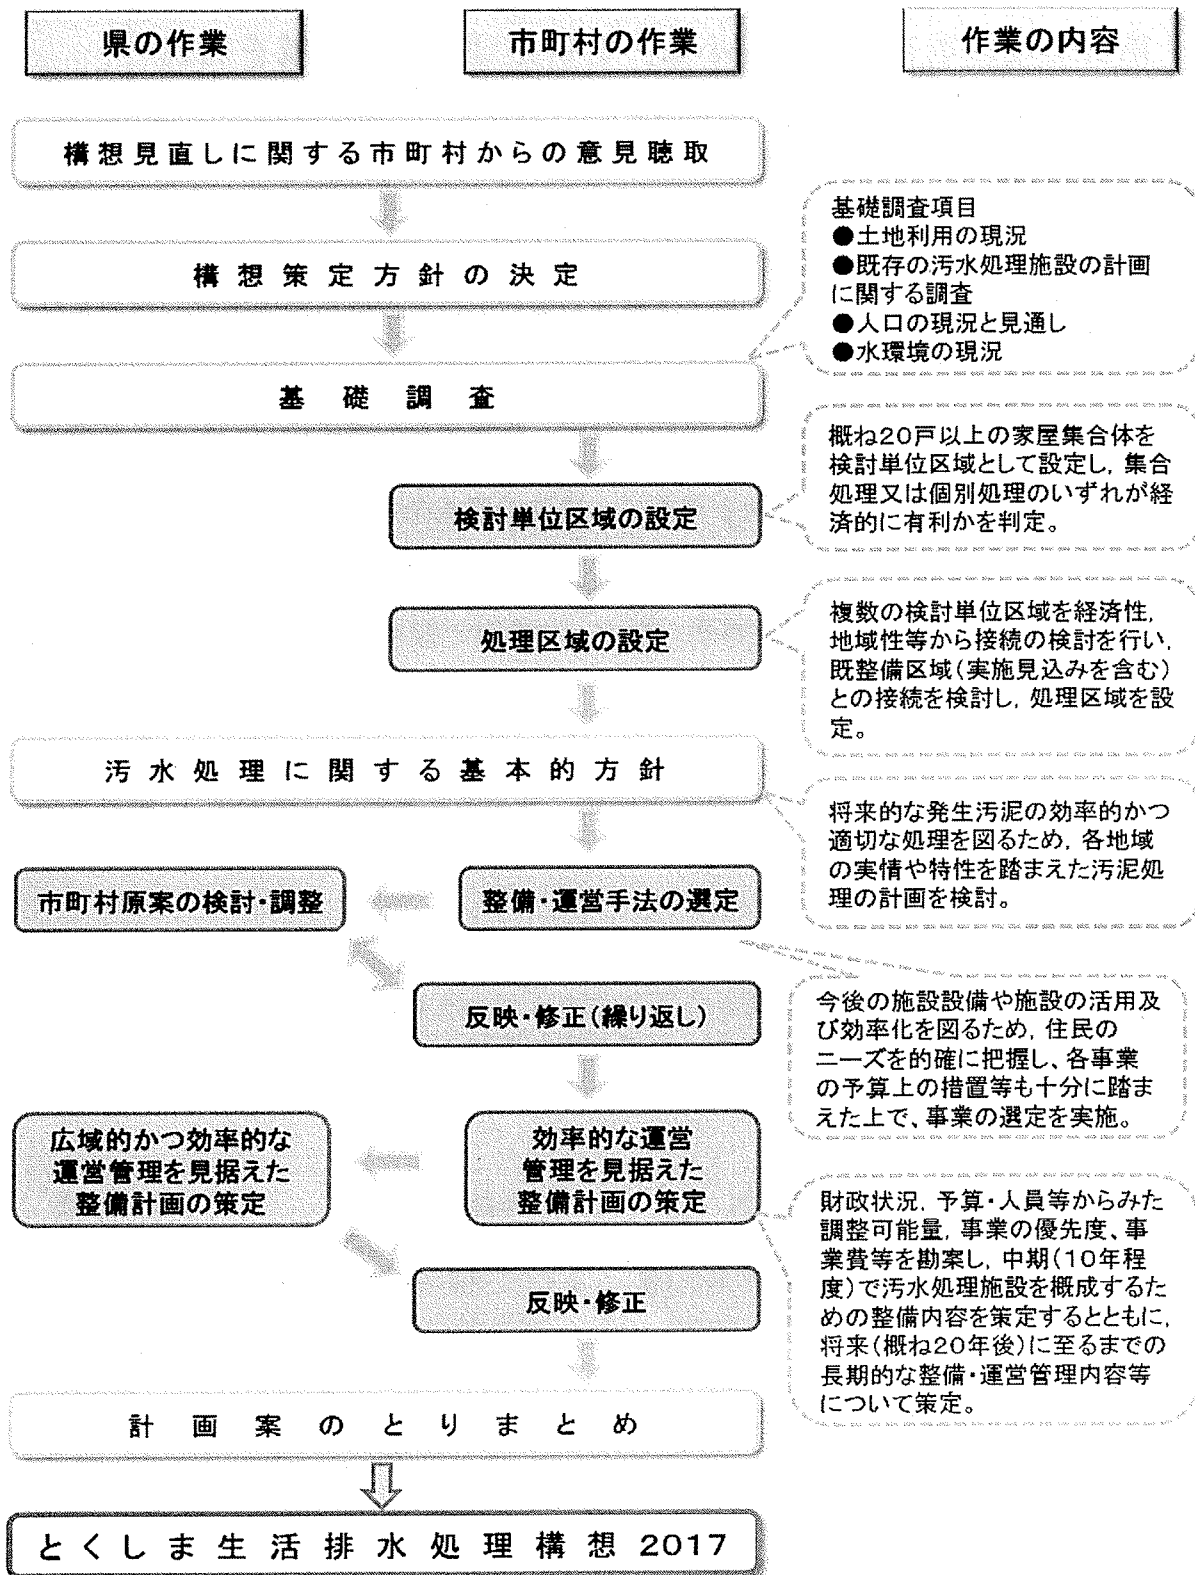 県の作業
市町村の作業
作業の内容
構想見直しに関する市町村からの意見聴取
構想策定方針の決定
基礎調査
基礎調査項目
●土地利用の現況
●既存の汚水処理施設の計画
に関する調査
●人口の現況と見通し
●水環境の現況
検討単位区域の設定
概ね20戸以上の家屋集合体を
検討単位区域として設定し,集合
処理又は個別処理のいずれが経
済的に有利かを判定。
処理区域の設定
複数の検討単位区域を経済性,
地域性等から接続の検討を行い,
既整備区域(実施見込みを含む)
との接続を検討し,処理区域を設
定。
汚水処理に関する基本的方針
将来的な発生汚泥の効率的かつ
適切な処理を図るため,各地域
の実情や特性を踏まえた汚泥処
理の計画を検討。
市町村原案の検討・調整
整備・運営手法の選定
反映・修正(繰り返し)
今後の施設設備や施設の活用及
び効率化を図るため,住民の
ニーズを的確に把握し、各事業
の予算上の措置等も十分に踏ま
えた上で、事業の選定を実施。
広域的かつ効率的な
運営管理を見据えた
整備計画の策定
効率的な運営
管理を見据えた
整備計画の策定
財政状況,予算・人員等からみた
調整可能量,事業の優先度、事
業費等を勘案し,中期(10年程
度)で汚水処理施設を概成するた
めの整備内容を策定するとともに,
将来(概ね20年後)に至るまでの
長期的な整備・運営管理内容等
について策定。
反映・修正
計画案のとりまとめ
とくしま生活排水処理構想 2017